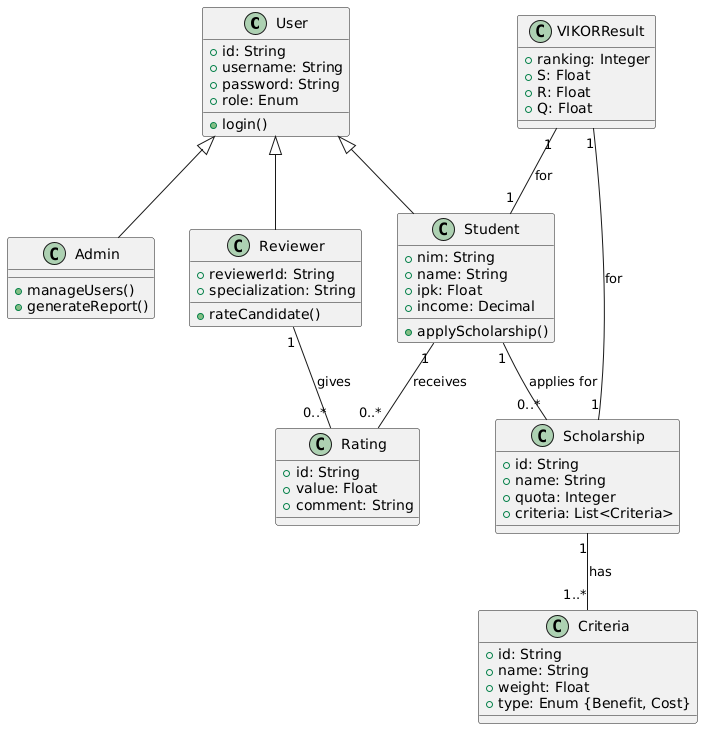 C User
id: String
username: String
password: String
role: Enum
login()
C VIKORResult
ranking: Integer
S: Float
R: Float
Q: Float
1
1
for
1
for
1
C Admin
manageUsers()
generateReport()
C Reviewer
reviewerId: String
specialization: String
rateCandidate()
C Student
nim: String
name: String
ipk: Float
income: Decimal
applyScholarship()
1
gives
0..*
1
receives
0..*
1
applies for
0..*
C Rating
id: String
value: Float
comment: String
C Scholarship
id: String
name: String
quota: Integer
criteria: List<Criteria>
1
has
1..*
C Criteria
id: String
name: String
weight: Float
type: Enum {Benefit, Cost}